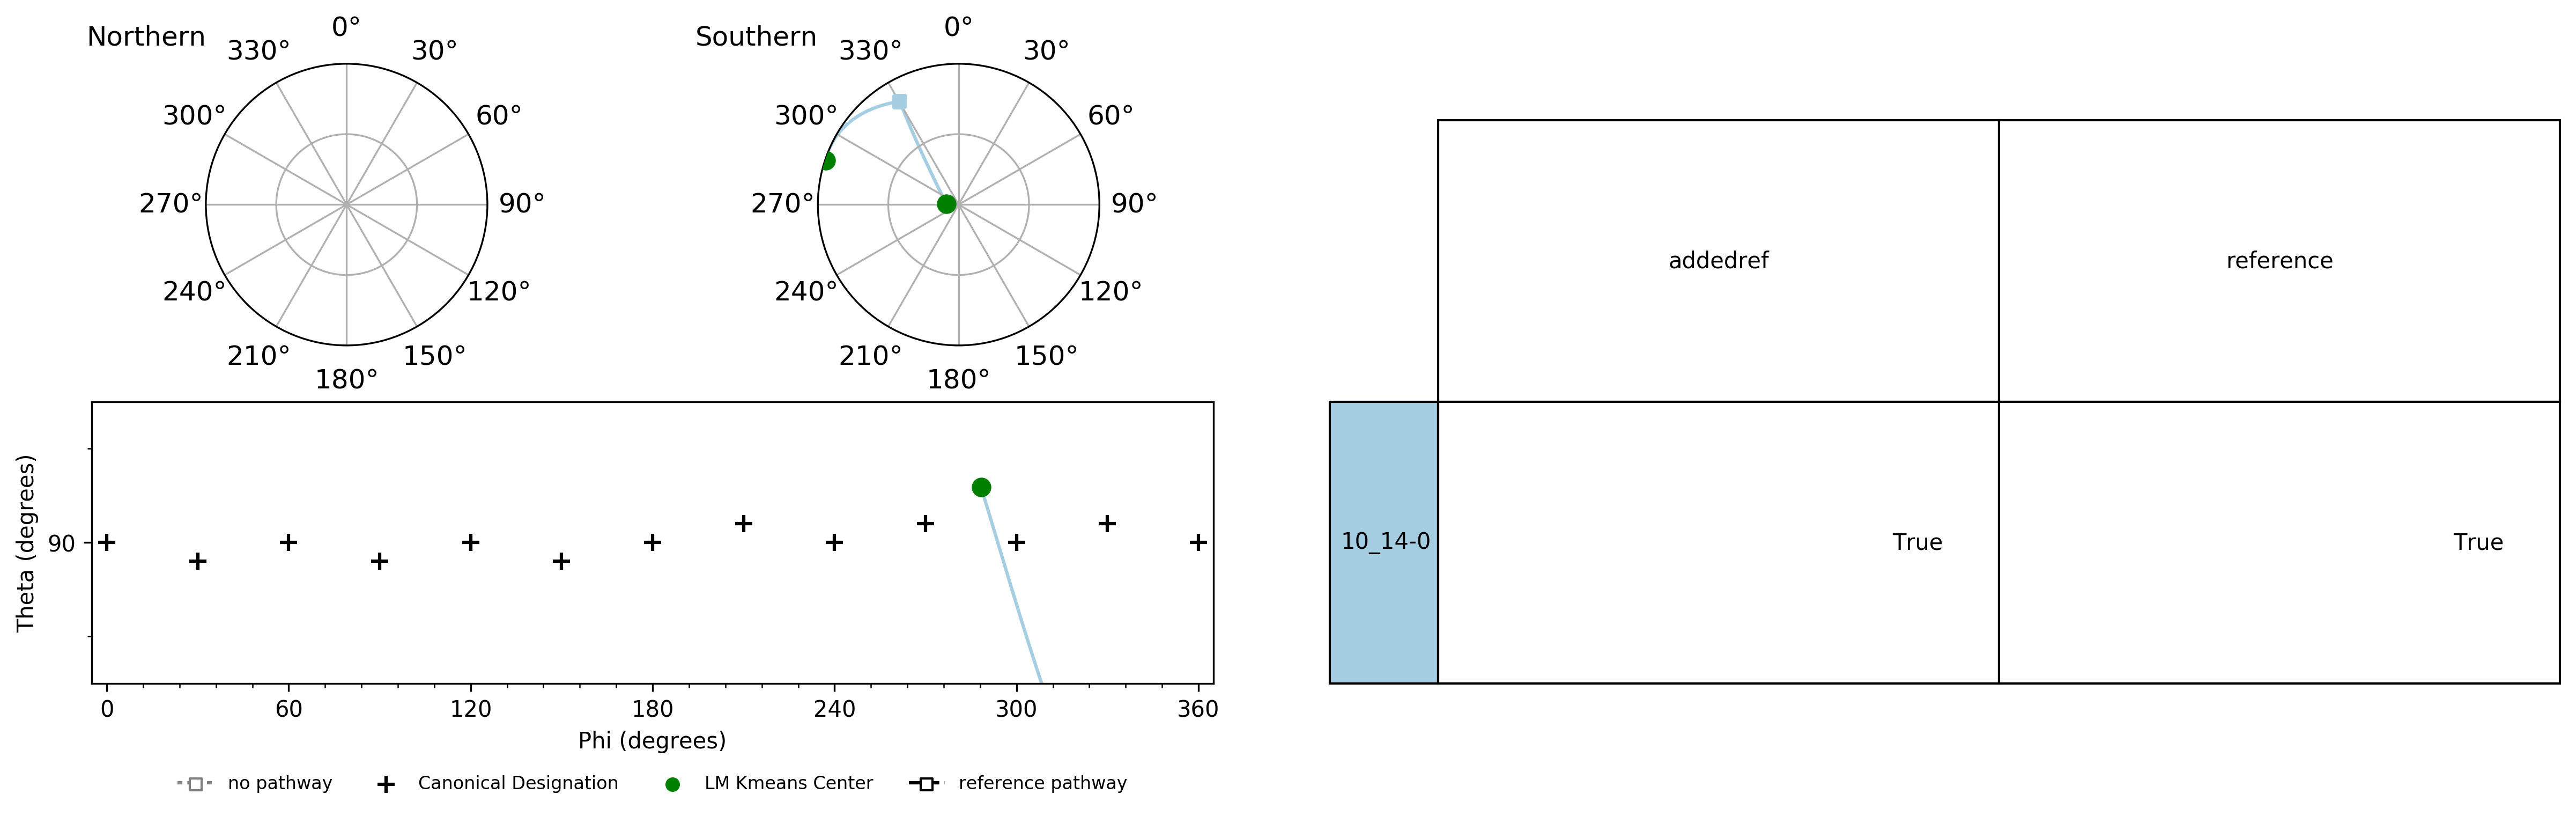 Northern
0°
330°
30°
300°
60°
270°
90°
240°
120°
210°
150°
180°
Southern
0°
330°
30°
300°
60°
270°
90°
240°
120°
210°
150°
180°
Theta (degrees)
90
0
60
120
180
240
300
360
Phi (degrees)
no pathway
Canonical Designation
LM Kmeans Center
reference pathway
addedref
reference
10_14-0
True
True